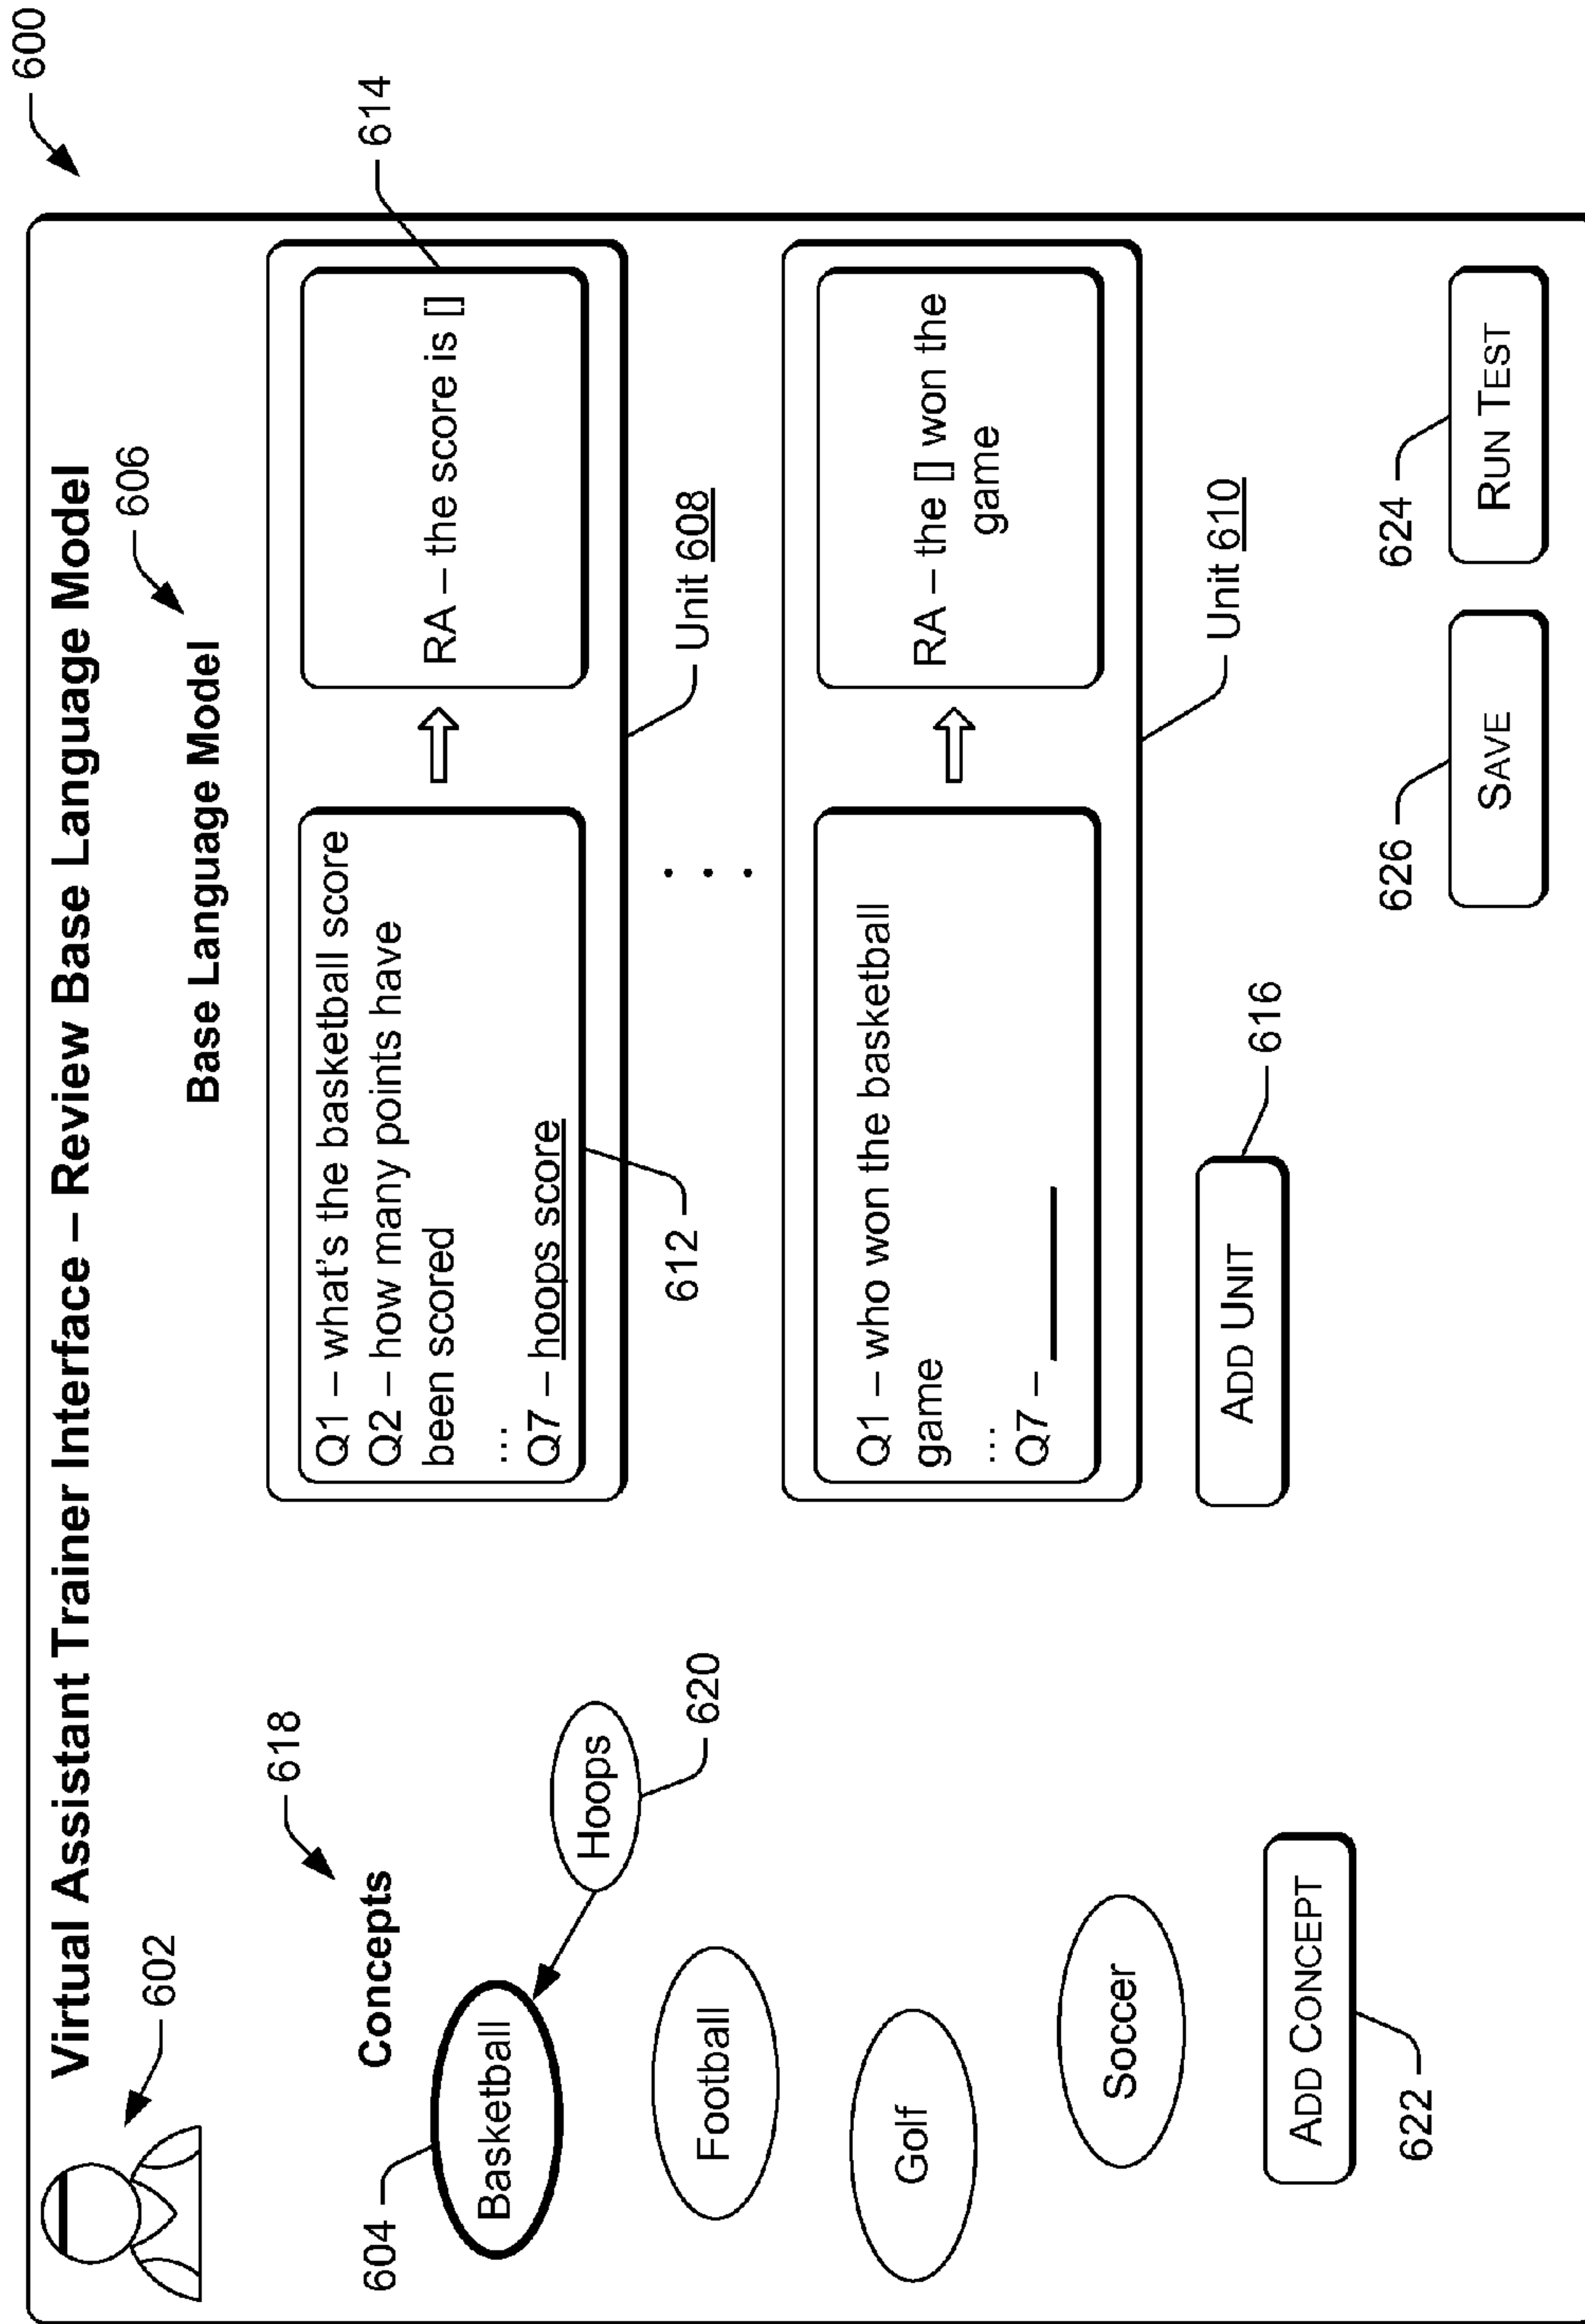 600
Virtual Assistant Trainer Interface – Review Base Language Model
602
606
618
Concepts
604
Basketball
Hoops
620
Football
Golf
Soccer
ADD CONCEPT
622
Base Language Model
Q1 – what's the basketball score
Q2 – how many points have
been scored
...
Q7 – hoops score
612
RA – the score is []
614
Unit 608
. . .
Q1 – who won the basketball
game
...
Q7 –
RA – the [] won the
game
Unit 610
ADD UNIT
616
626
SAVE
624
RUN TEST